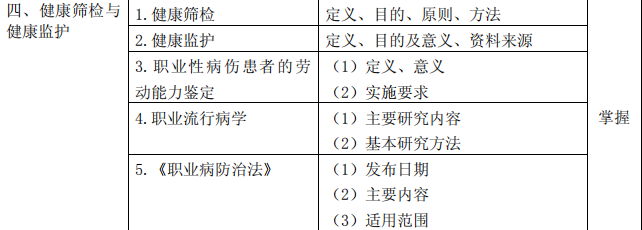 四、健康筛检与
健康监护
1.健康筛检
定义、目的、原则、方法
2.健康监护
定义、目的及意义、资料来源
3.职业性病伤患者的劳
动能力鉴定
（1）定义、意义
（2）实施要求
4.职业流行病学
（1）主要研究内容
（2）基本研究方法
5.《职业病防治法》
（1）发布日期
（2）主要内容
（3）适用范围
掌握